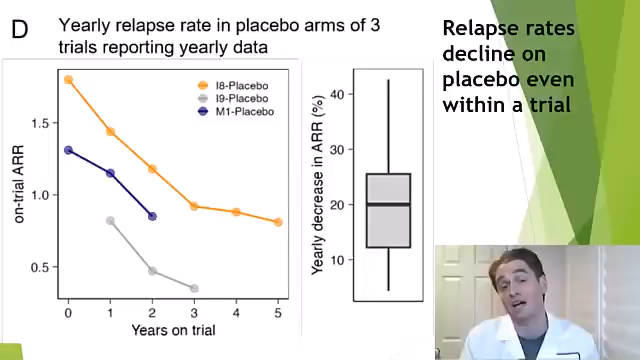 D
Yearly relapse rate in placebo arms of 3
trials reporting yearly data
Relapse rates
decline on
placebo even
within a trial
I8-Placebo
I9-Placebo
M1-Placebo
on-trial ARR
1.5
1.0
0.5
0 1 2 3 4 5
Years on trial
Yearly decrease in ARR (%)
40
30
20
10